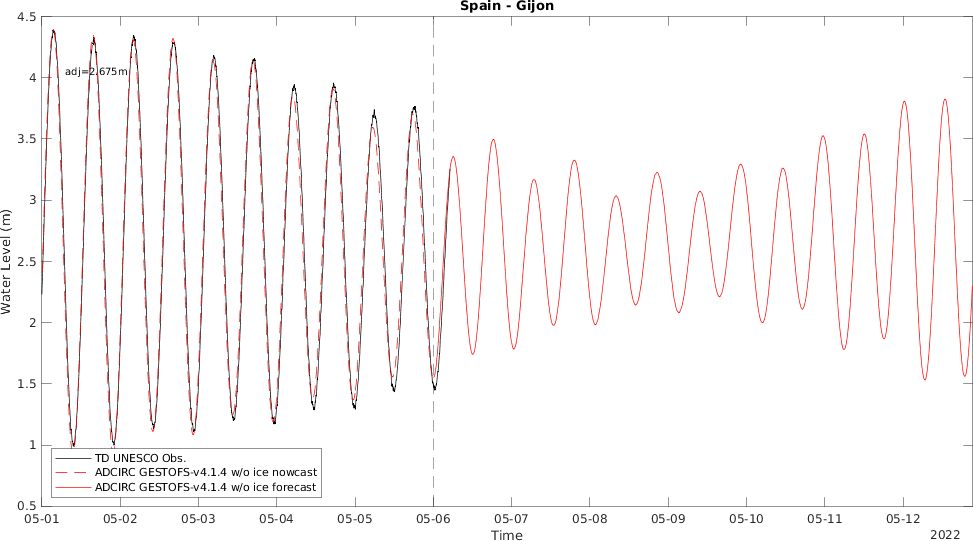 Spain - Gijon
4.5
4
3.5
3
2.5
2
1.5
1
0.5
Water Level (m)
adj=2.675m
TD UNESCO Obs.
ADCIRC GESTOFS-v4.1.4 w/o ice nowcast
ADCIRC GESTOFS-v4.1.4 w/o ice forecast
05-01 05-02 05-03 05-04 05-05 05-06 05-07 05-08 05-09 05-10 05-11 05-12
Time
2022